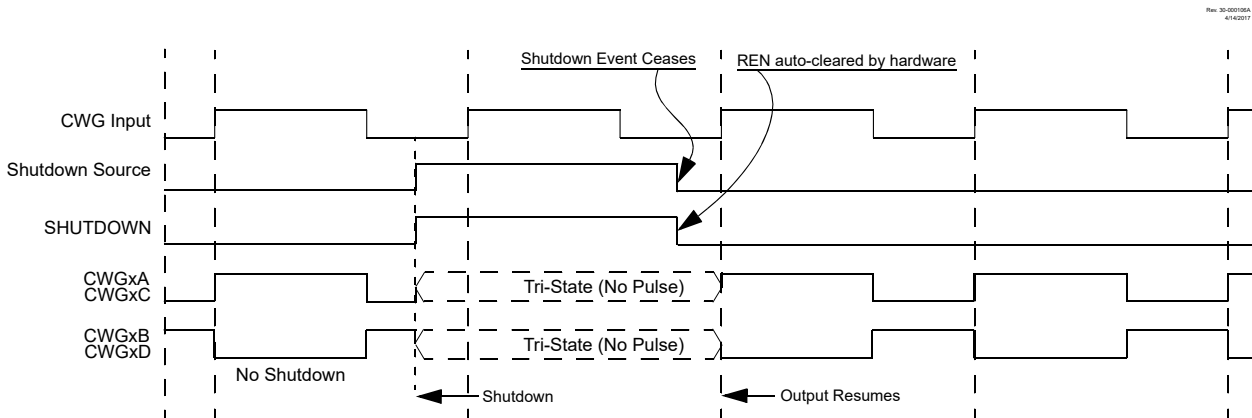 Rev. 30-000106A
4/14/2017
Shutdown Event Ceases
REN auto-cleared by hardware
CWG Input
Shutdown Source
SHUTDOWN
CWGxA
CWGxC
Tri-State (No Pulse)
CWGxB
CWGxD
Tri-State (No Pulse)
No Shutdown
Shutdown
Output Resumes